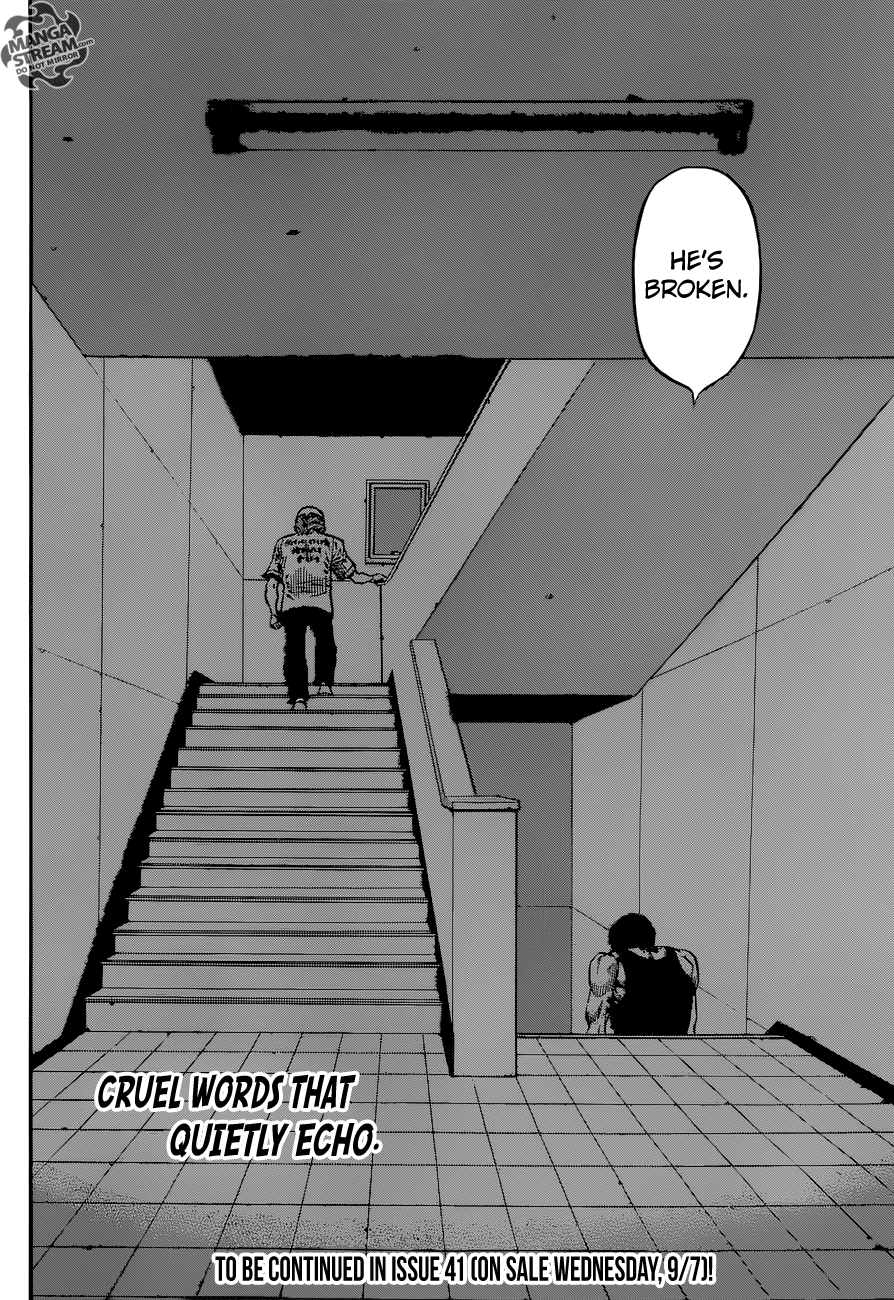 MANGA
STREAM.com
DO NOT MIRROR
HE'S
BROKEN.
CRUEL WORDS THAT
QUIETLY ECHO.
TO BE CONTINUED IN ISSUE 41 (ON SALE WEDNESDAY, 9/7)!